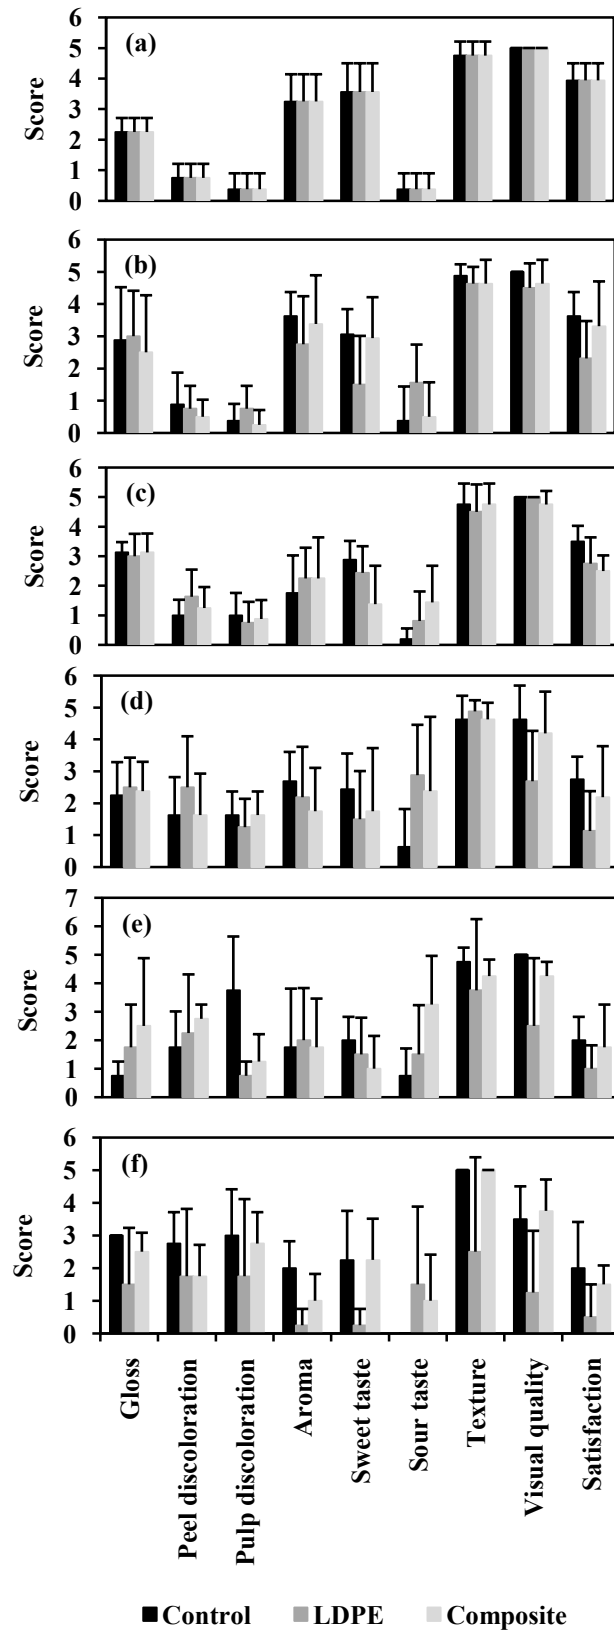 6
5
4
3
2
1
0
Score
(a)
6
5
4
3
2
1
0
Score
(b)
6
5
4
3
2
1
0
Score
(c)
6
5
4
3
2
1
0
Score
(d)
7
6
5
4
3
2
1
0
Score
(e)
6
5
4
3
2
1
0
Score
(f)
Gloss
Peel discoloration
Pulp discoloration
Aroma
Sweet taste
Sour taste
Texture
Visual quality
Satisfaction
Control LDPE Composite